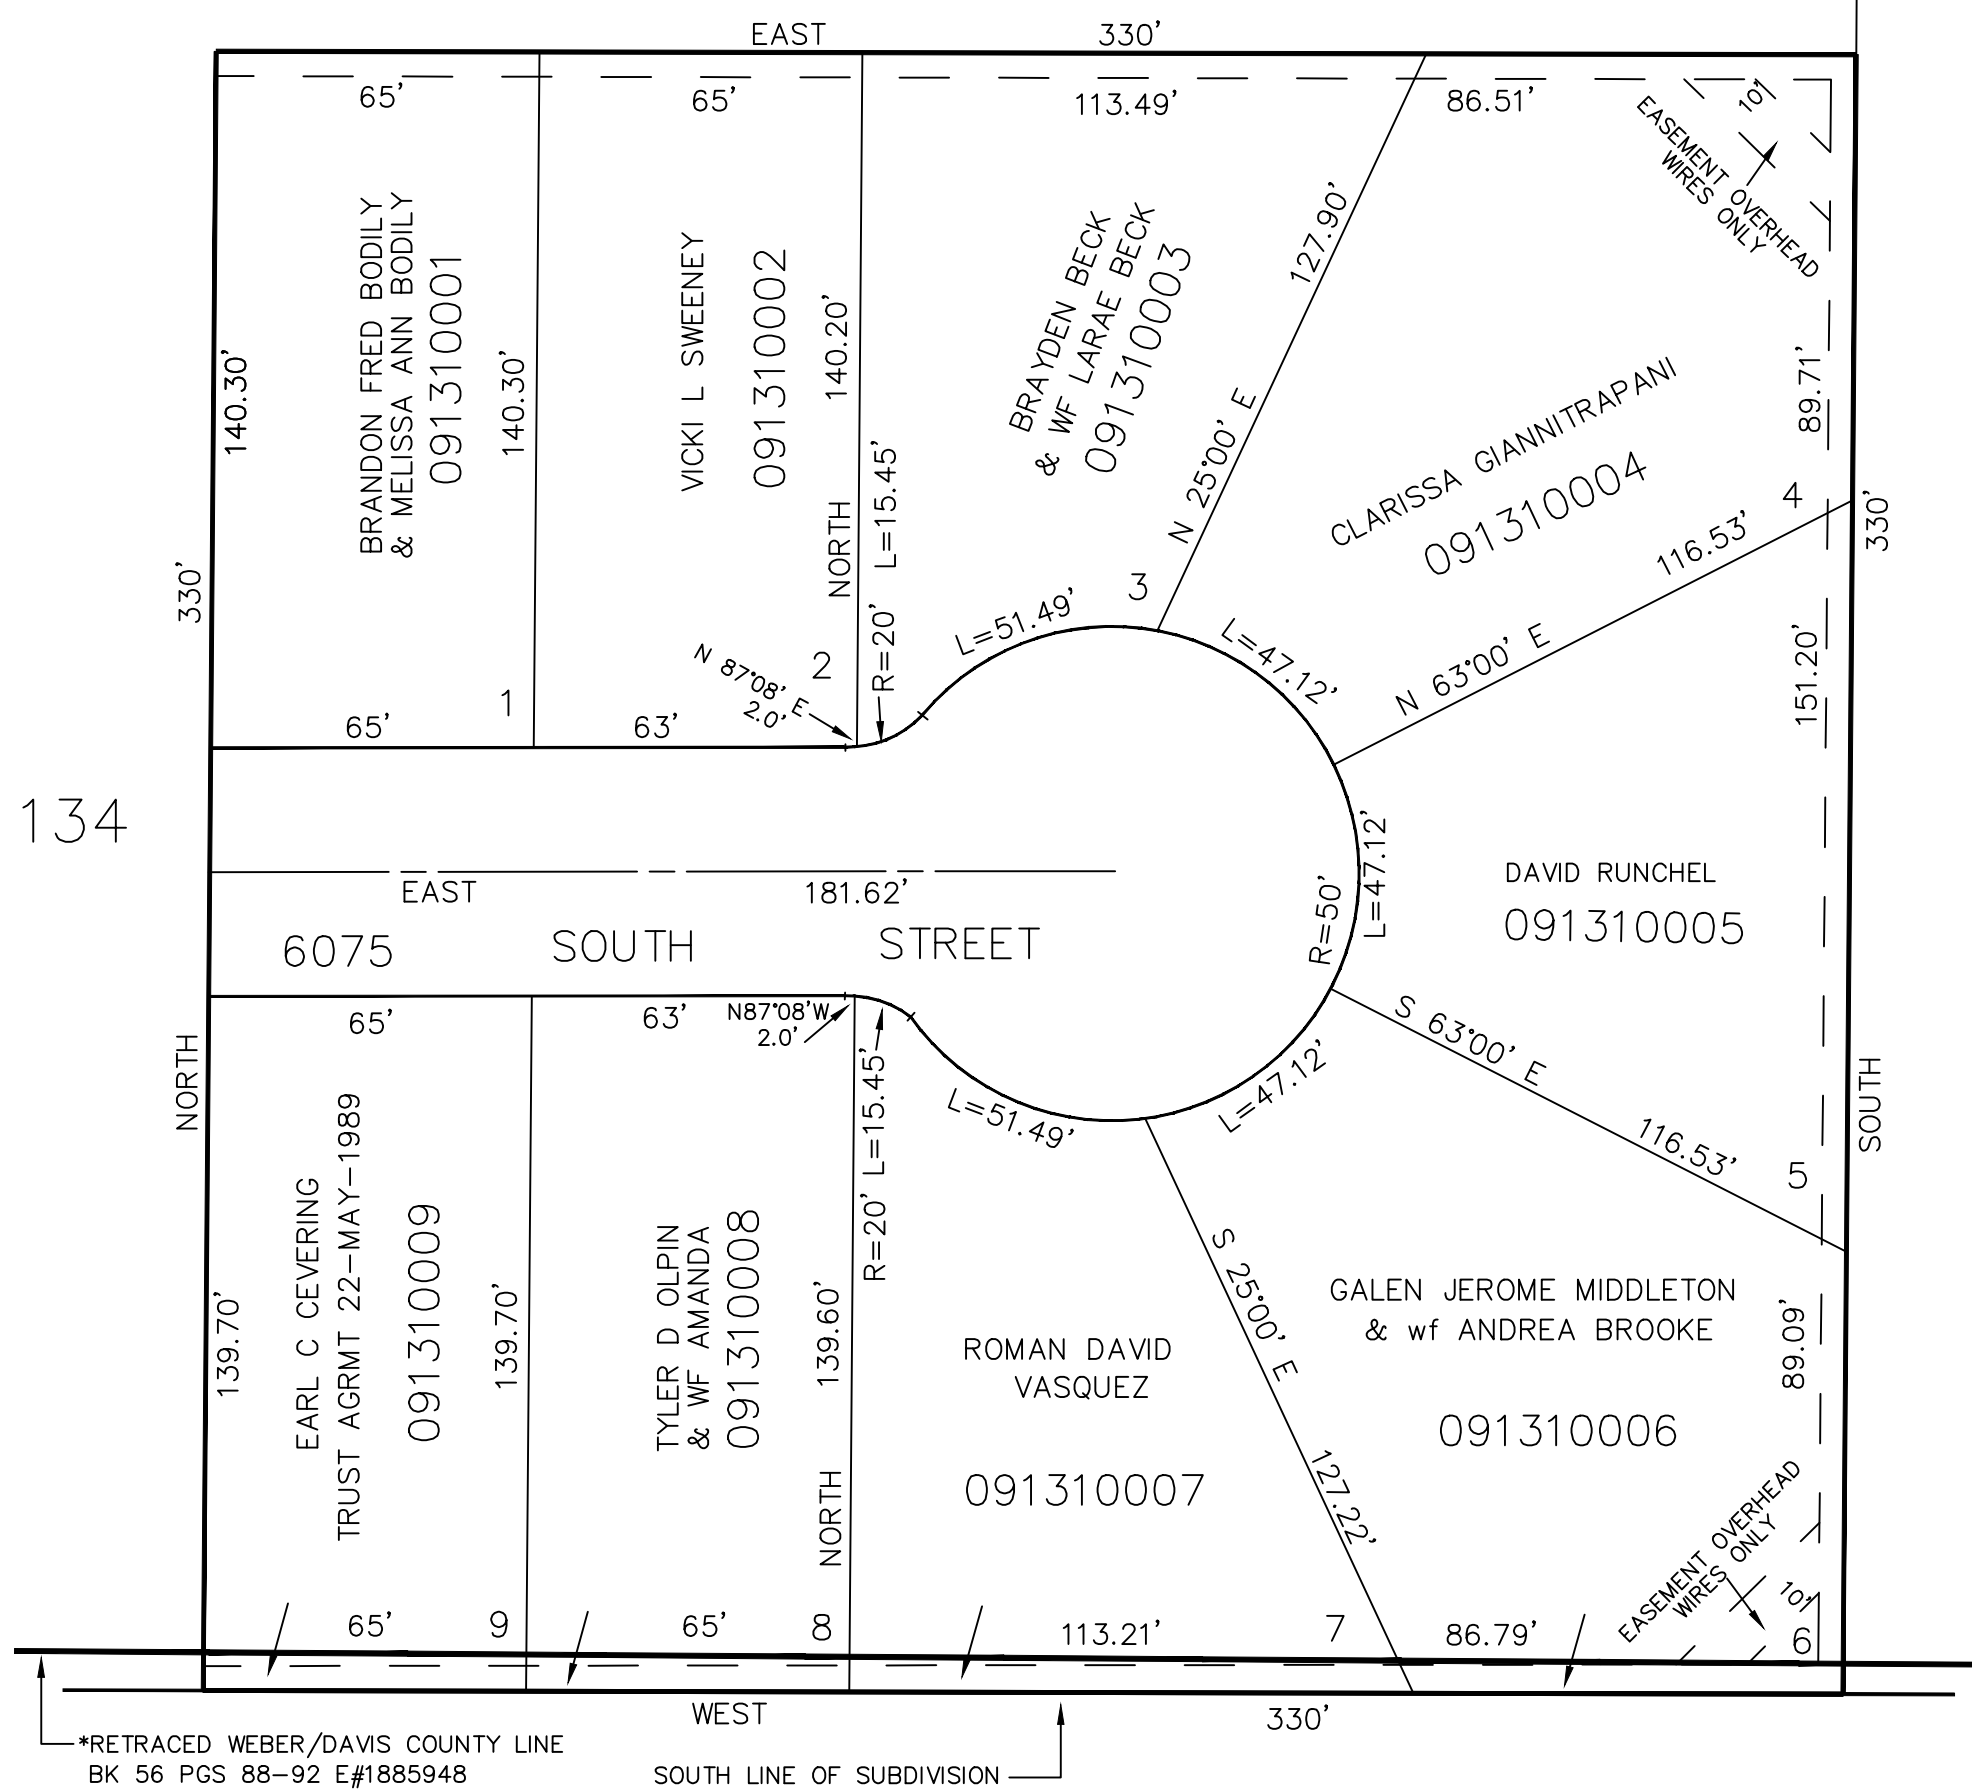 EAST 330'
65' 65' 113.49' 86.51'
10'
EASEMENT OVERHEAD
WIRES ONLY
BRANDON FRED BODILY
& MELISSA ANN BODILY
091310001
140.30'
140.30'
VICKI L SWEENEY
091310002
140.20'
NORTH
L=15.45'
R=20'
BRAYDEN BECK
& WF LARAE BECK
091310003
127.90'
N 25°00' E
CLARISSA GIANNITRAPANI
091310004
89.71'
4
330'
116.53'
N 63°00' E
151.20'
330'
3
L=51.49'
L=47.12'
N 87°08' E
2.0'
2
1
65' 63'
134
L=47.12'
R=50'
DAVID RUNCHEL
091310005
EAST 181.62'
6075 SOUTH STREET
65' 63'
N87°08'W
2.0'
S 63°00' E
116.53'
5
SOUTH
NORTH
L=15.45'
R=20'
L=51.49'
L=47.12'
EARL C CEVERING
TRUST AGRMT 22-MAY-1989
091310009
139.70'
139.70'
TYLER D OLPIN
& WF AMANDA
091310008
139.60'
NORTH
ROMAN DAVID
VASQUEZ
091310007
S 25°00' E
127.22'
GALEN JEROME MIDDLETON
& wf ANDREA BROOKE
091310006
89.09'
EASEMENT OVERHEAD
WIRES ONLY
10'
65' 9 65' 8 113.21' 7 86.79' 6
WEST 330'
*RETRACED WEBER/DAVIS COUNTY LINE
BK 56 PGS 88-92 E#1885948
SOUTH LINE OF SUBDIVISION